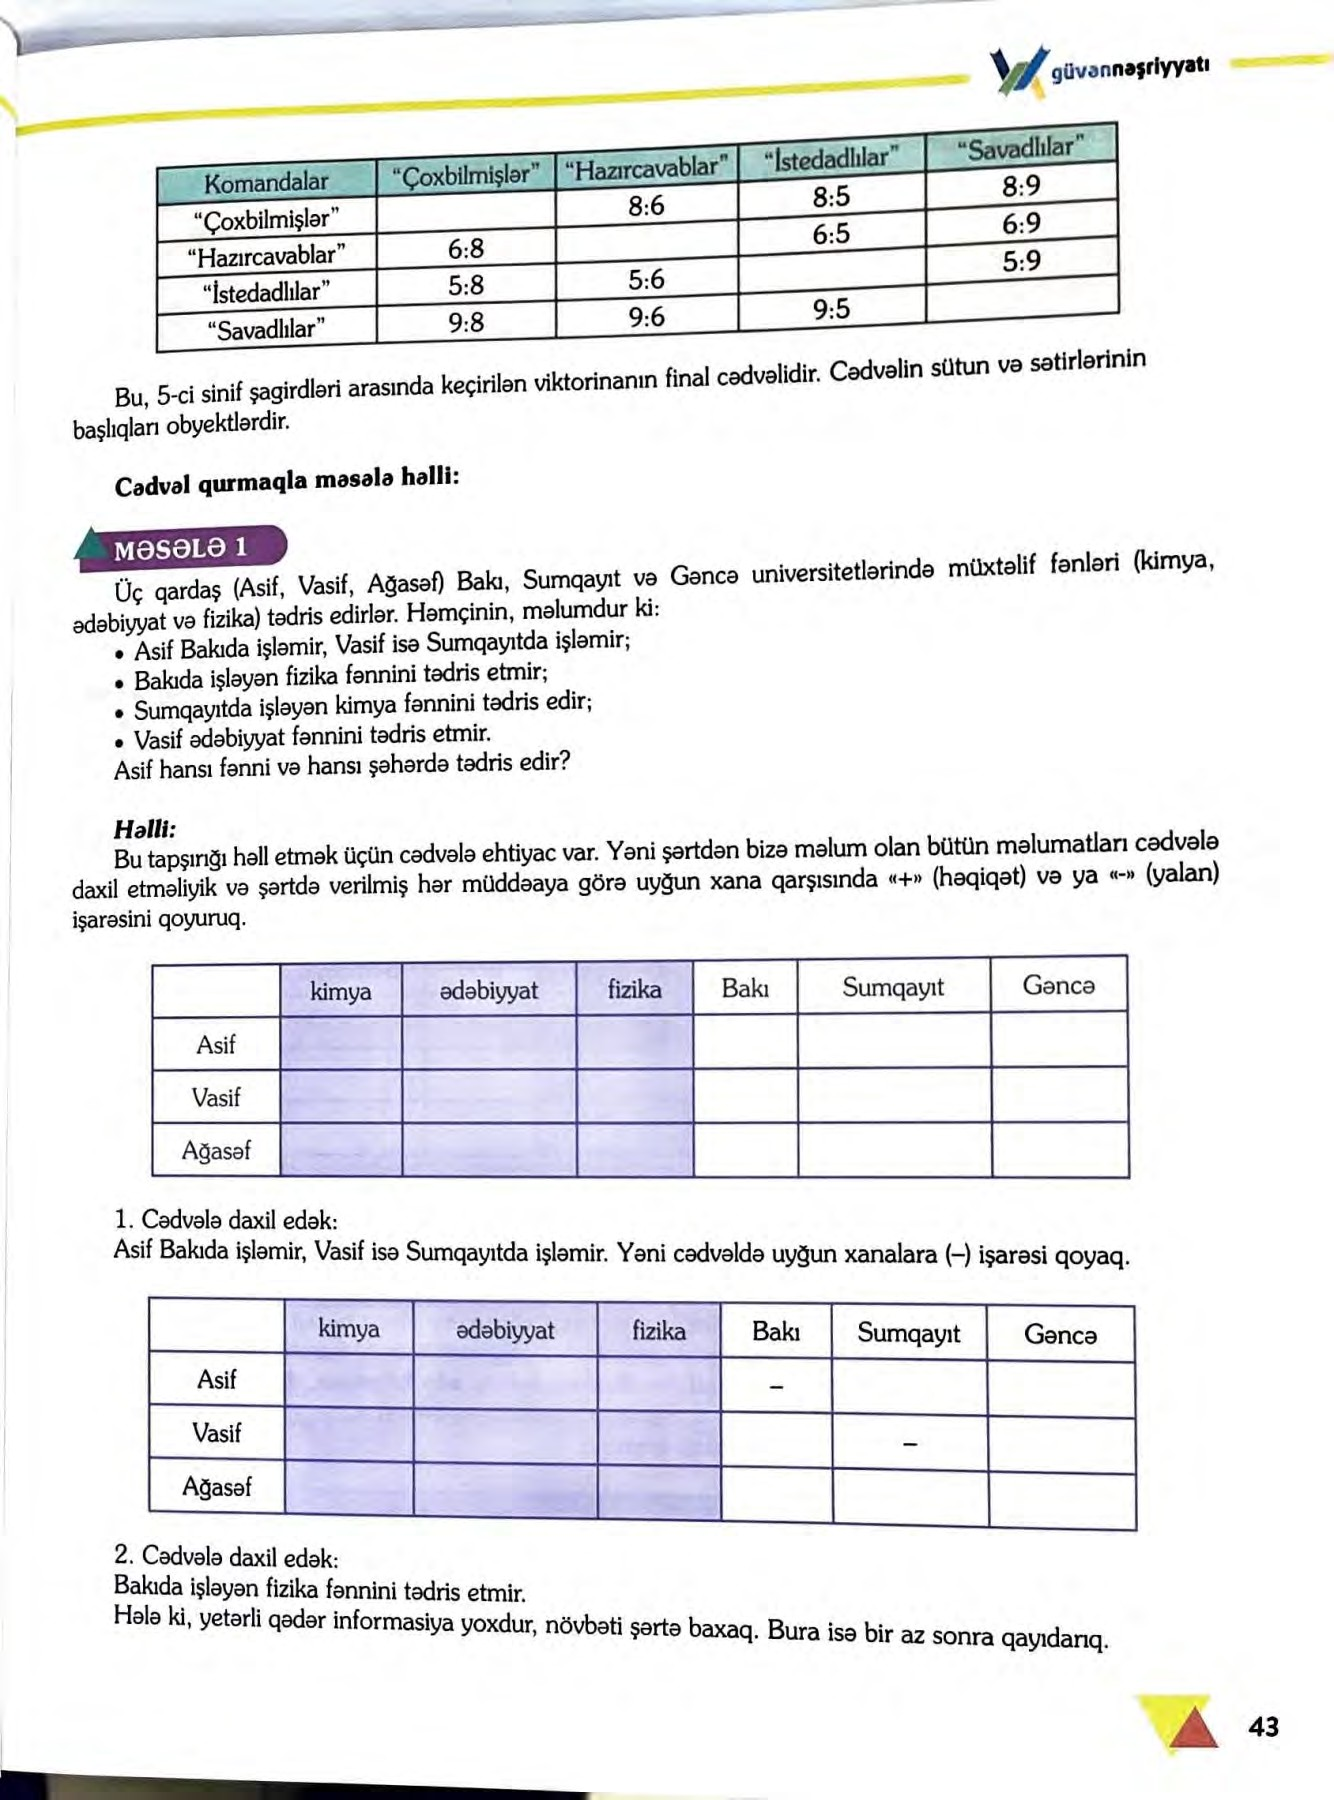 güvənnəşriyyatı
Komandalar "Çoxbilmişlər" "Hazırcavablar" "İstedadlılar" "Savadlılar"
"Çoxbilmişlər" 8:6 8:5 8:9
"Hazırcavablar" 6:8 6:5 6:9
"İstedadlılar" 5:8 5:6 5:9
"Savadlılar" 9:8 9:6 9:5
Bu, 5-ci sinif şagirdləri arasında keçirilən viktorinanın final cədvəlidir. Cədvəlin sütun və sətirlərinin
başlıqları obyektlərdir.
Cədvəl qurmaqla məsələ həlli:
MƏSƏLƏ 1
Üç qardaş (Asif, Vasif, Ağasəf) Bakı, Sumqayıt və Gəncə universitetlərində müxtəlif fənləri (kimya,
ədəbiyyat və fizika) tədris edirlər. Həmçinin, məlumdur ki:
• Asif Bakıda işləmir, Vasif isə Sumqayıtda işləmir;
• Bakıda işləyən fizika fənnini tədris etmir;
• Sumqayıtda işləyən kimya fənnini tədris edir;
• Vasif ədəbiyyat fənnini tədris etmir.
Asif hansı fənni və hansı şəhərdə tədris edir?
Həlli:
Bu tapşırığı həll etmək üçün cədvələ ehtiyac var. Yəni şərtdən bizə məlum olan bütün məlumatları cədvələ
daxil etməliyik və şərtdə verilmiş hər müddəaya görə uyğun xana qarşısında «+» (həqiqət) və ya «-» (yalan)
işarəsini qoyuruq.
kimya ədəbiyyat fizika Bakı Sumqayıt Gəncə
Asif
Vasif
Ağasəf
1. Cədvələ daxil edək:
Asif Bakıda işləmir, Vasif isə Sumqayıtda işləmir. Yəni cədvəldə uyğun xanalara (–) işarəsi qoyaq.
kimya ədəbiyyat fizika Bakı Sumqayıt Gəncə
Asif –
Vasif –
Ağasəf
2. Cədvələ daxil edək:
Bakıda işləyən fizika fənnini tədris etmir.
Hələ ki, yetərli qədər informasiya yoxdur, növbəti şərtə baxaq. Bura isə bir az sonra qayıdarıq.
43